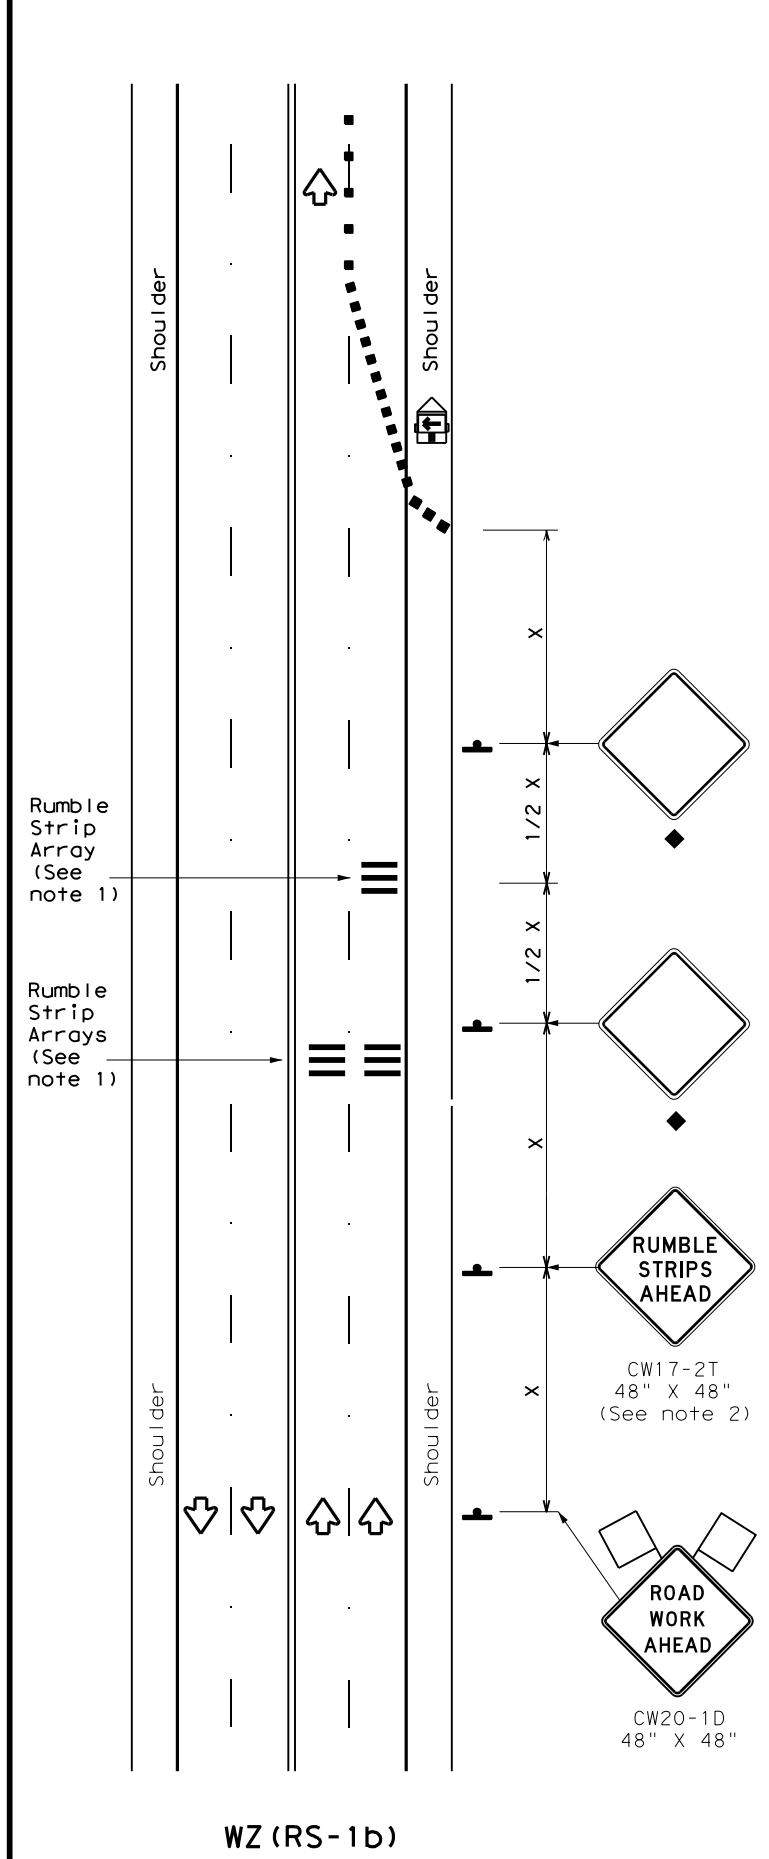 Shoulder
Shoulder
X
1/2 X
Rumble
Strip
Array
(See
note 1)
1/2 X
Rumble
Strip
Arrays
(See
note 1)
X
RUMBLE
STRIPS
AHEAD
CW17-2T
48" X 48"
(See note 2)
X
Shoulder
Shoulder
ROAD
WORK
AHEAD
CW20-1D
48" X 48"
WZ(RS-1b)